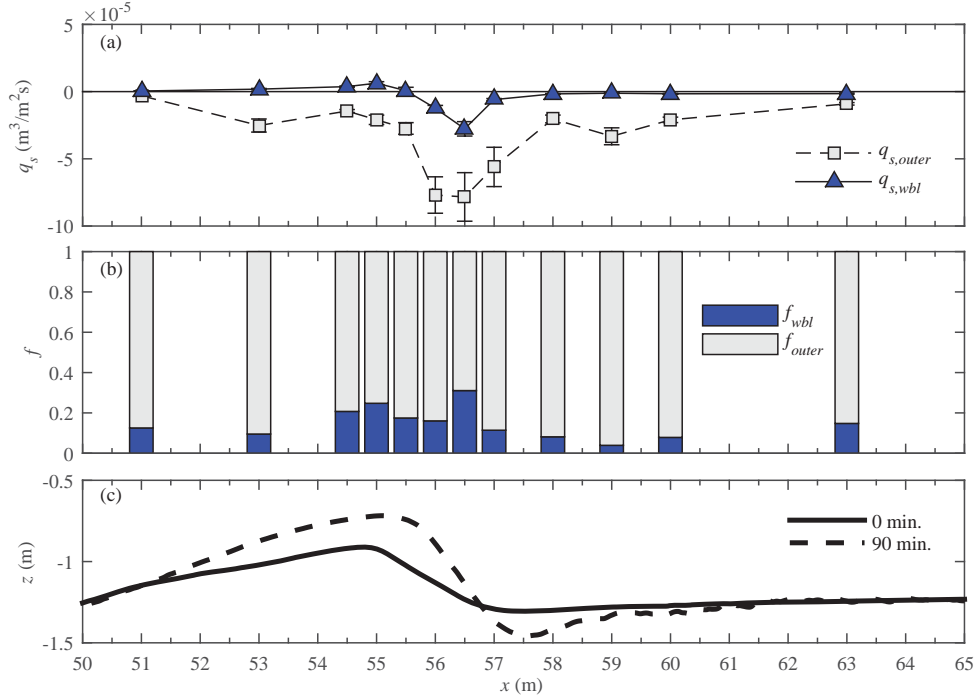 ×10⁻⁵
5
(a)
0
-5
-10
q_s (m³/m²s)
q_s,outer
q_s,wbl
1
(b)
0.8
0.6
0.4
0.2
0
f
f_wbl
f_outer
-0.5
(c)
-1
-1.5
z (m)
0 min.
90 min.
50 51 52 53 54 55 56 57 58 59 60 61 62 63 64 65
x (m)